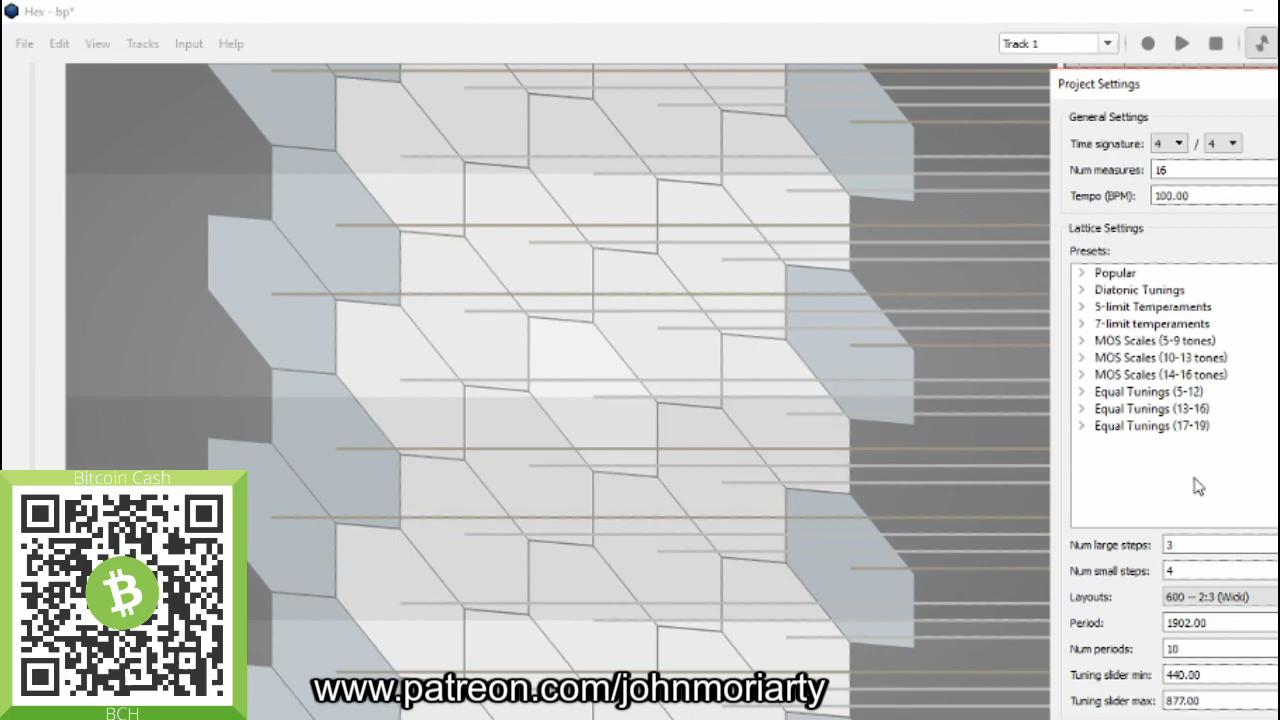 Hex - bp*
File Edit View Tracks Input Help
Track 1
Project Settings
General Settings
Time signature: 4 / 4
Num measures: 16
Tempo (BPM): 100.00
Lattice Settings
Presets:
Popular
Diatonic Tunings
5-limit Temperaments
7-limit temperaments
MOS Scales (5-9 tones)
MOS Scales (10-13 tones)
MOS Scales (14-16 tones)
Equal Tunings (5-12)
Equal Tunings (13-16)
Equal Tunings (17-19)
Num large steps: 3
Num small steps: 4
Layouts: 600 -- 2:3 (Wicki)
Period: 1902.00
Num periods: 10
Tuning slider min: 440.00
Tuning slider max: 877.00
Bitcoin Cash
BCH
www.patreon.com/johnmoriarty